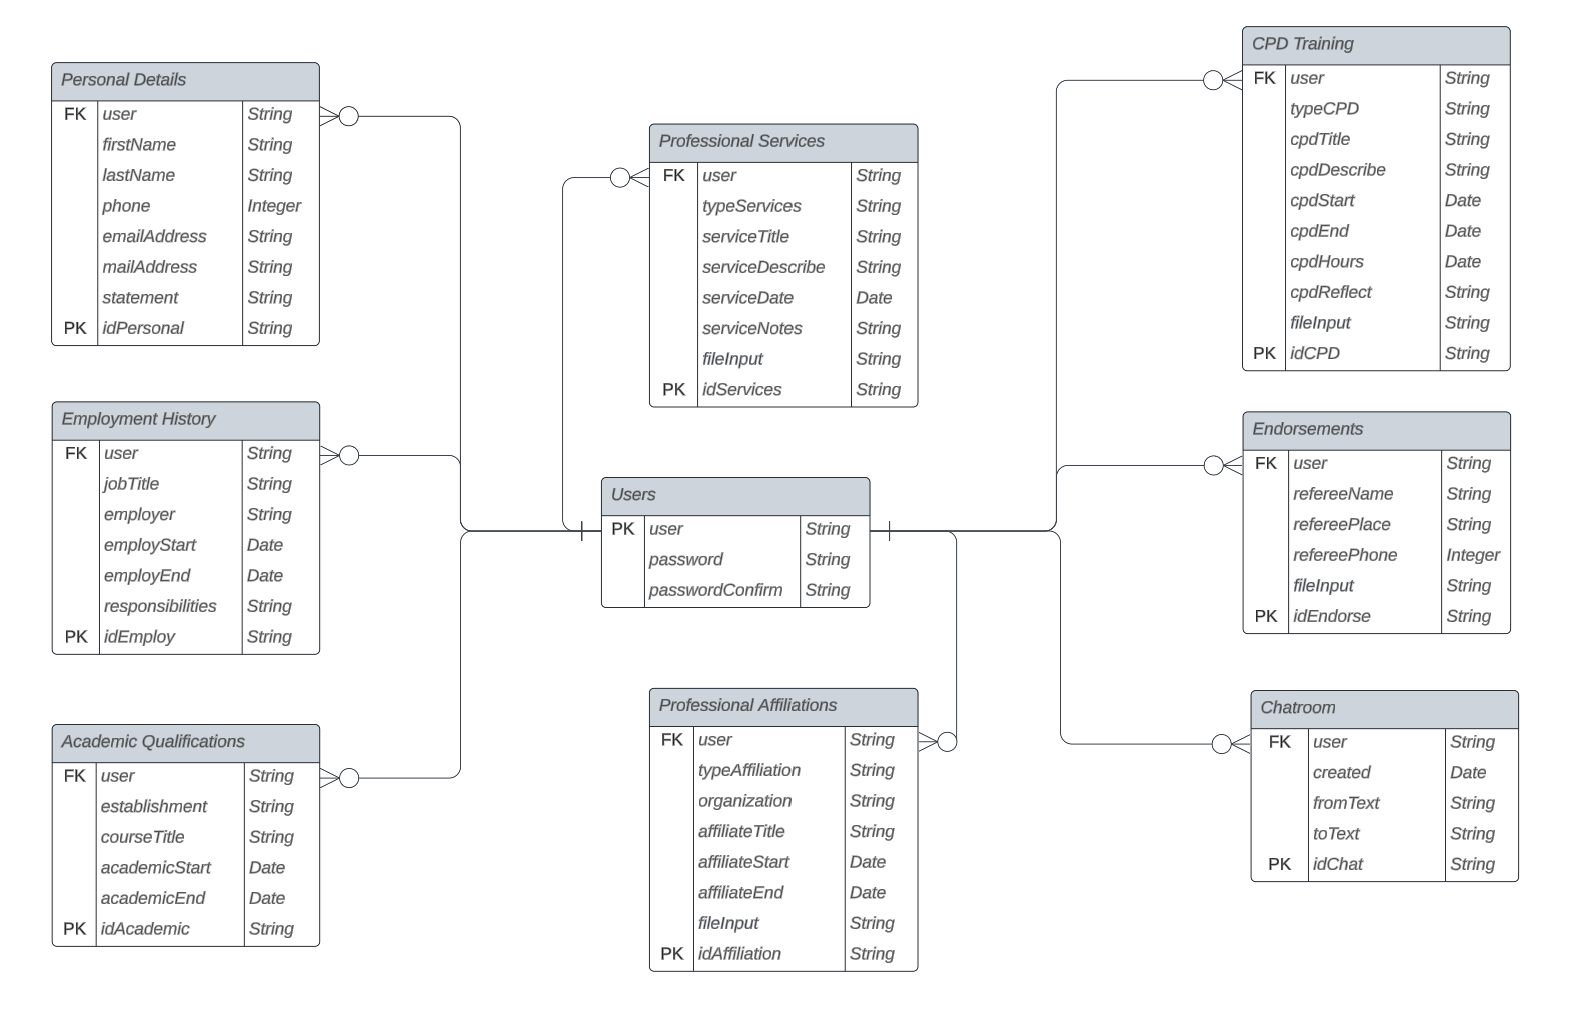 Personal Details
FK user String
firstName String
lastName String
phone Integer
emailAddress String
mailAddress String
statement String
PK idPersonal String
Employment History
FK user String
jobTitle String
employer String
employStart Date
employEnd Date
responsibilities String
PK idEmploy String
Academic Qualifications
FK user String
establishment String
courseTitle String
academicStart Date
academicEnd Date
PK idAcademic String
Professional Services
FK user String
typeServices String
serviceTitle String
serviceDescribe String
serviceDate Date
serviceNotes String
fileInput String
PK idServices String
Users
PK user String
password String
passwordConfirm String
Professional Affiliations
FK user String
typeAffiliation String
organization String
affiliateTitle String
affiliateStart Date
affiliateEnd Date
fileInput String
PK idAffiliation String
CPD Training
FK user String
typeCPD String
cpdTitle String
cpdDescribe String
cpdStart Date
cpdEnd Date
cpdHours Date
cpdReflect String
fileInput String
PK idCPD String
Endorsements
FK user String
refereeName String
refereePlace String
refereePhone Integer
fileInput String
PK idEndorse String
Chatroom
FK user String
created Date
fromText String
toText String
PK idChat String